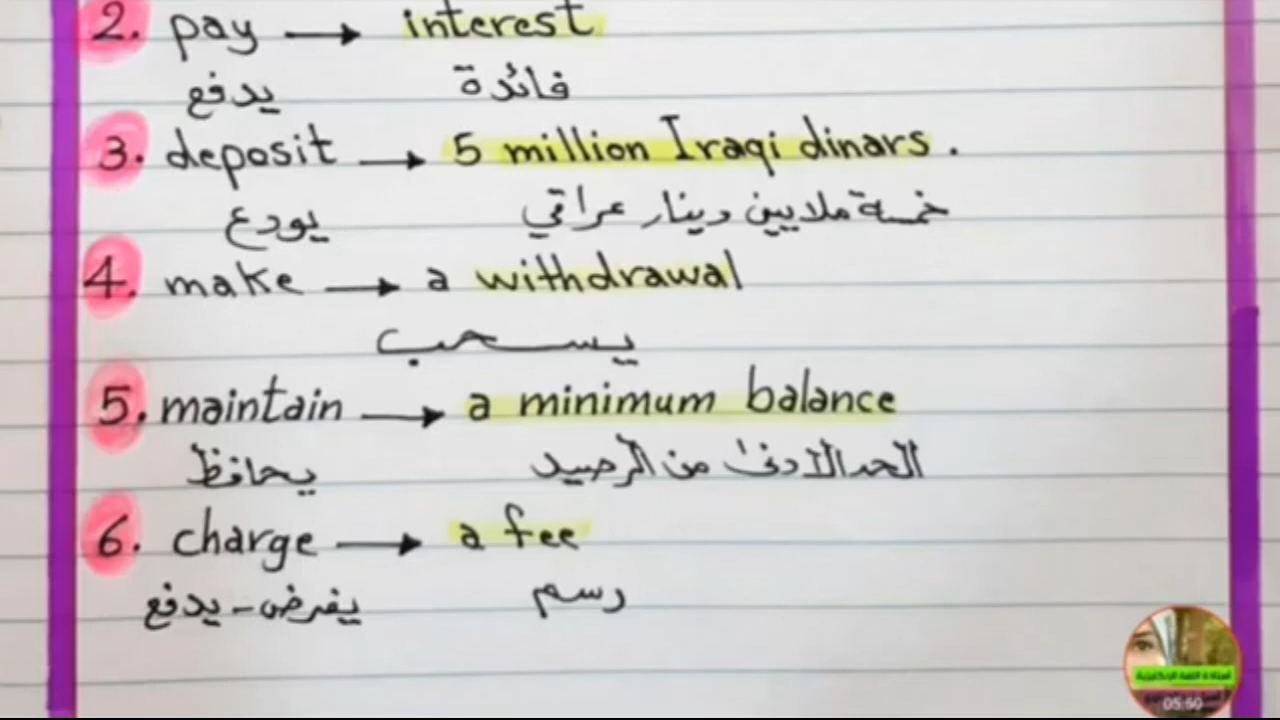 2. pay → interest
يدفع فائدة
3. deposit → 5 million Iraqi dinars.
يودع خمسة ملايين دينار عراقي
4. make → a withdrawal
يسحب
5. maintain → a minimum balance
يحافظ الحد الادنى من الرصيد
6. charge → a fee
يفرض - يدفع رسم
05:50